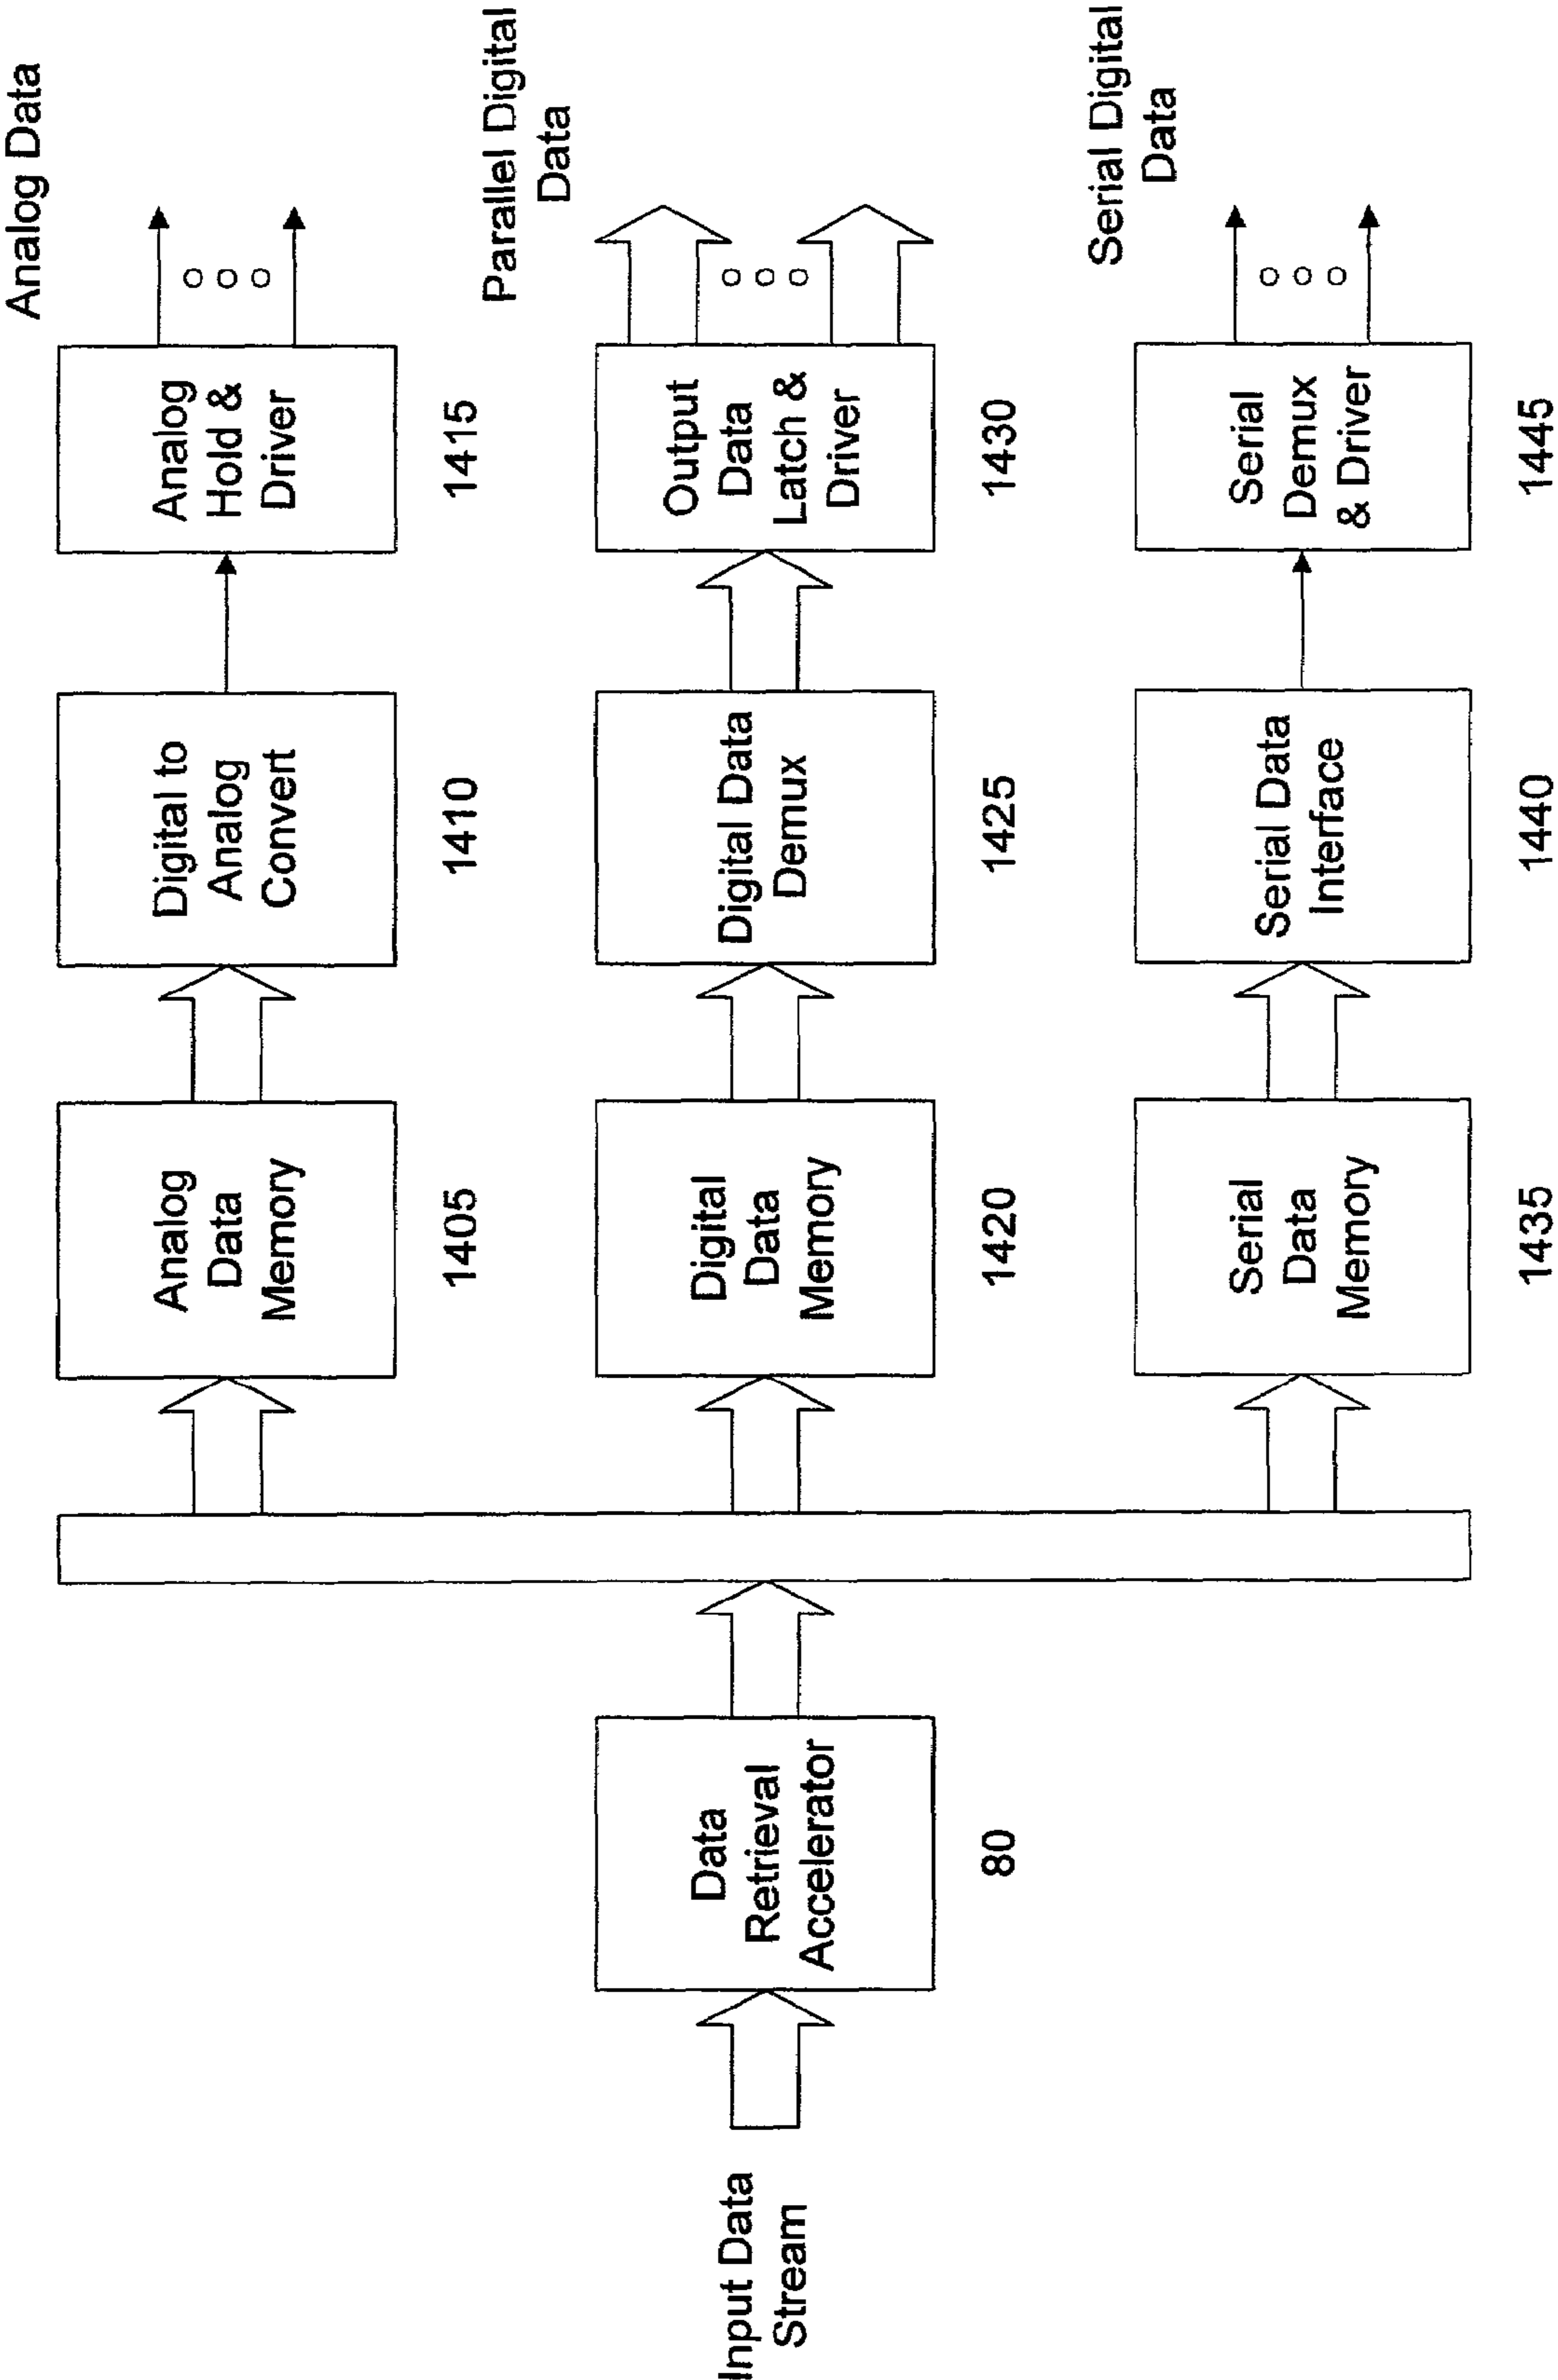 Analog Data
Analog
Data
Memory
1405
Digital to
Analog
Convert
1410
Analog
Hold &
Driver
1415
Input Data
Stream
Data
Retrieval
Accelerator
80
Digital
Data
Memory
1420
Digital Data
Demux
1425
Output
Data
Latch &
Driver
1430
Parallel Digital
Data
Serial
Data
Memory
1435
Serial Data
Interface
1440
Serial
Demux
& Driver
1445
Serial Digital
Data